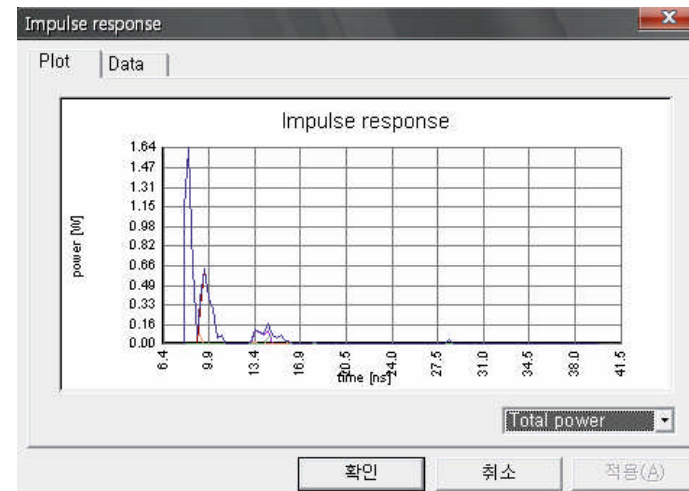 Impulse response
Plot Data
Impulse response
1.64
1.47
1.31
1.15
0.98
0.82
0.66
0.49
0.33
0.16
0.00
power [W]
6.4 9.9 13.4 16.9 20.5 24.0 27.5 31.0 34.5 38.0 41.5
time [ns]
Total power
확인 취소 적용(A)